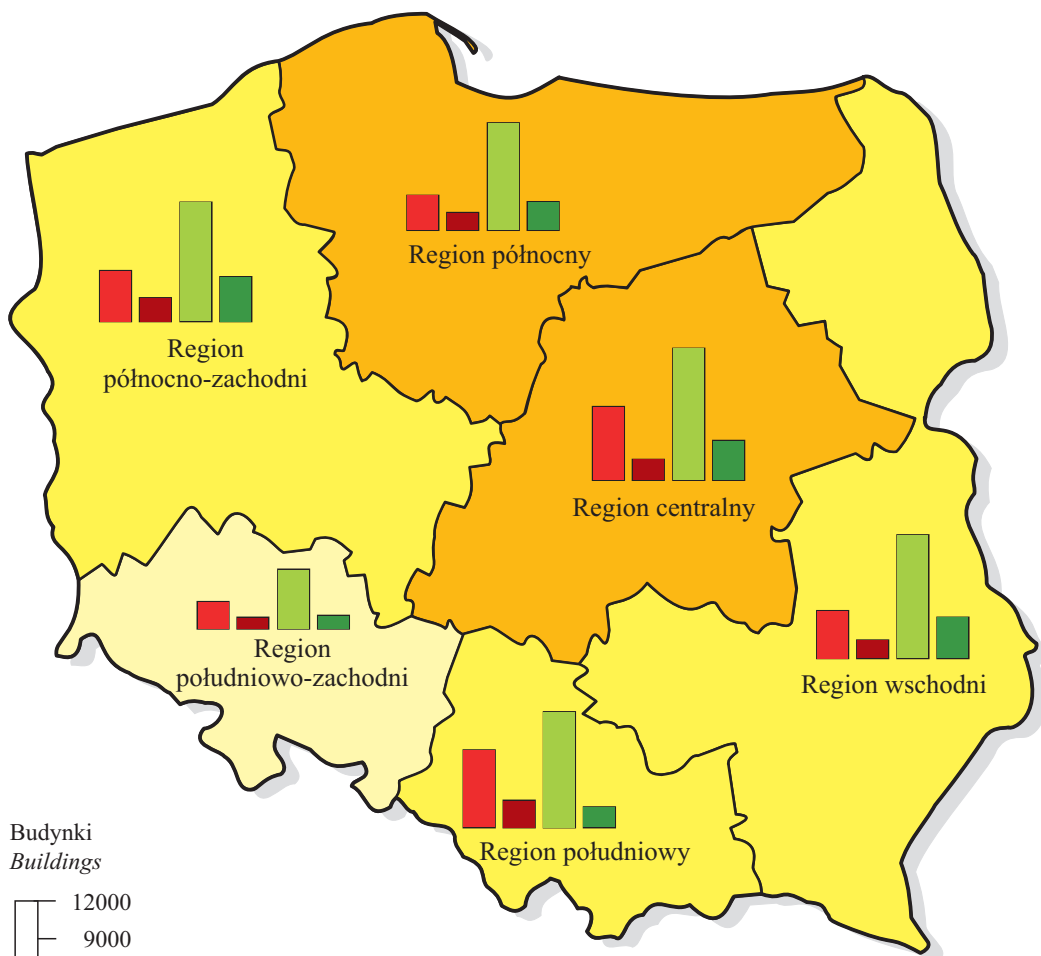 Region północny
Region
północno-zachodni
Region centralny
Region
południowo-zachodni
Region wschodni
Region południowy
Budynki
Buildings
12000
9000